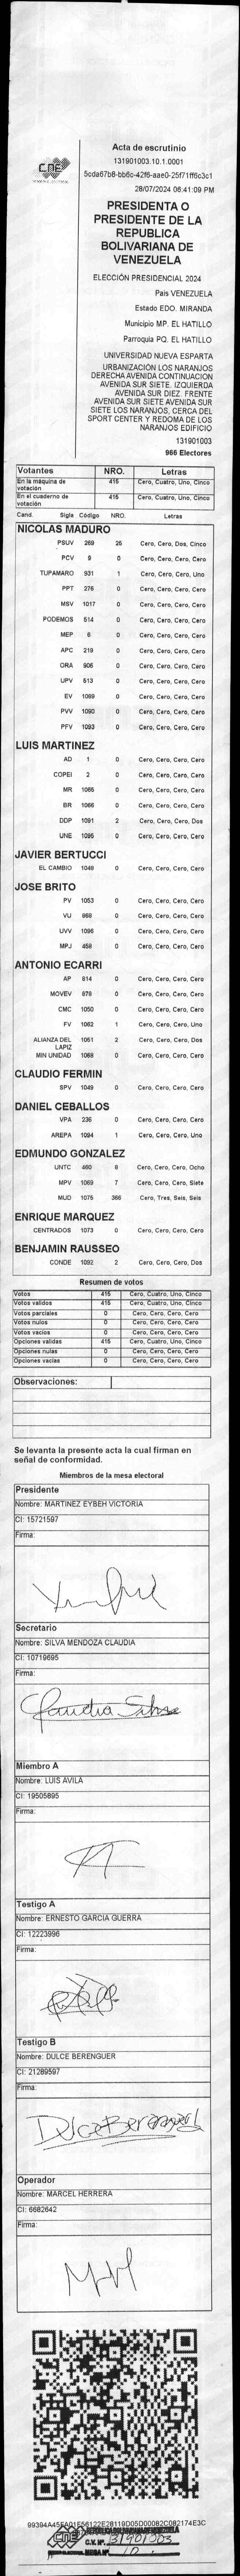 CNE
Acta de escrutinio
131901003.10.1.0001
5cda67b8-bb6c-42f6-aae0-25f71ff6c3c1
28/07/2024 06:41:09 PM
PRESIDENTA O
PRESIDENTE DE LA
REPUBLICA
BOLIVARIANA DE
VENEZUELA
ELECCIÓN PRESIDENCIAL 2024
País VENEZUELA
Estado EDO. MIRANDA
Municipio MP. EL HATILLO
Parroquia PQ. EL HATILLO
UNIVERSIDAD NUEVA ESPARTA
URBANIZACIÓN LOS NARANJOS
DERECHA AVENIDA CONTINUACION
AVENIDA SUR SIETE. IZQUIERDA
AVENIDA SUR DIEZ. FRENTE
AVENIDA SUR SIETE AVENIDA SUR
SIETE LOS NARANJOS, CERCA DEL
SPORT CENTER Y REDOMA DE LOS
NARANJOS EDIFICIO
131901003
966 Electores
Votantes NRO. Letras
En la máquina de votación 415 Cero, Cuatro, Uno, Cinco
En el cuaderno de votación 415 Cero, Cuatro, Uno, Cinco
Cand. Sigla Código NRO. Letras
NICOLAS MADURO
PSUV 269 25 Cero, Cero, Dos, Cinco
PCV 9 0 Cero, Cero, Cero, Cero
TUPAMARO 931 1 Cero, Cero, Cero, Uno
PPT 276 0 Cero, Cero, Cero, Cero
MSV 1017 0 Cero, Cero, Cero, Cero
PODEMOS 514 0 Cero, Cero, Cero, Cero
MEP 6 0 Cero, Cero, Cero, Cero
APC 219 0 Cero, Cero, Cero, Cero
ORA 906 0 Cero, Cero, Cero, Cero
UPV 513 0 Cero, Cero, Cero, Cero
EV 1069 0 Cero, Cero, Cero, Cero
PVV 1090 0 Cero, Cero, Cero, Cero
PFV 1093 0 Cero, Cero, Cero, Cero
LUIS MARTINEZ
AD 1 0 Cero, Cero, Cero, Cero
COPEI 2 0 Cero, Cero, Cero, Cero
MR 1065 0 Cero, Cero, Cero, Cero
BR 1066 0 Cero, Cero, Cero, Cero
DDP 1091 2 Cero, Cero, Cero, Dos
UNE 1095 0 Cero, Cero, Cero, Cero
JAVIER BERTUCCI
EL CAMBIO 1048 0 Cero, Cero, Cero, Cero
JOSE BRITO
PV 1053 0 Cero, Cero, Cero, Cero
VU 868 0 Cero, Cero, Cero, Cero
UVV 1096 0 Cero, Cero, Cero, Cero
MPJ 458 0 Cero, Cero, Cero, Cero
ANTONIO ECARRI
AP 814 0 Cero, Cero, Cero, Cero
MOVEV 878 0 Cero, Cero, Cero, Cero
CMC 1050 0 Cero, Cero, Cero, Cero
FV 1062 1 Cero, Cero, Cero, Uno
ALIANZA DEL LAPIZ 1061 2 Cero, Cero, Cero, Dos
MIN UNIDAD 1068 0 Cero, Cero, Cero, Cero
CLAUDIO FERMIN
SPV 1049 0 Cero, Cero, Cero, Cero
DANIEL CEBALLOS
VPA 236 0 Cero, Cero, Cero, Cero
AREPA 1094 1 Cero, Cero, Cero, Uno
EDMUNDO GONZALEZ
UNTC 460 8 Cero, Cero, Cero, Ocho
MPV 1069 7 Cero, Cero, Cero, Siete
MUD 1075 366 Cero, Tres, Seis, Seis
ENRIQUE MARQUEZ
CENTRADOS 1073 0 Cero, Cero, Cero, Cero
BENJAMIN RAUSSEO
CONDE 1092 2 Cero, Cero, Cero, Dos
Resumen de votos
Votos 415 Cero, Cuatro, Uno, Cinco
Votos validos 415 Cero, Cuatro, Uno, Cinco
Votos parciales 0 Cero, Cero, Cero, Cero
Votos nulos 0 Cero, Cero, Cero, Cero
Votos vacios 0 Cero, Cero, Cero, Cero
Opciones validas 415 Cero, Cuatro, Uno, Cinco
Opciones nulas 0 Cero, Cero, Cero, Cero
Opciones vacias 0 Cero, Cero, Cero, Cero
Observaciones:
Se levanta la presente acta la cual firman en
señal de conformidad.
Miembros de la mesa electoral
Presidente
Nombre: MARTINEZ EYBEH VICTORIA
CI: 15721597
Firma:
Secretario
Nombre: SILVA MENDOZA CLAUDIA
CI: 10719695
Firma:
Claudia Silva
Miembro A
Nombre: LUIS AVILA
CI: 19505895
Firma:
Testigo A
Nombre: ERNESTO GARCIA GUERRA
CI: 12223996
Firma:
Testigo B
Nombre: DULCE BERENGUER
CI: 21289597
Firma:
Dulce Berenguer
Operador
Nombre: MARCEL HERRERA
CI: 6682642
Firma:
99394A45FA01F56122E28119D05D00082C082174E3C
CNE
C.V. Nº. 131901003
MESA Nº 10